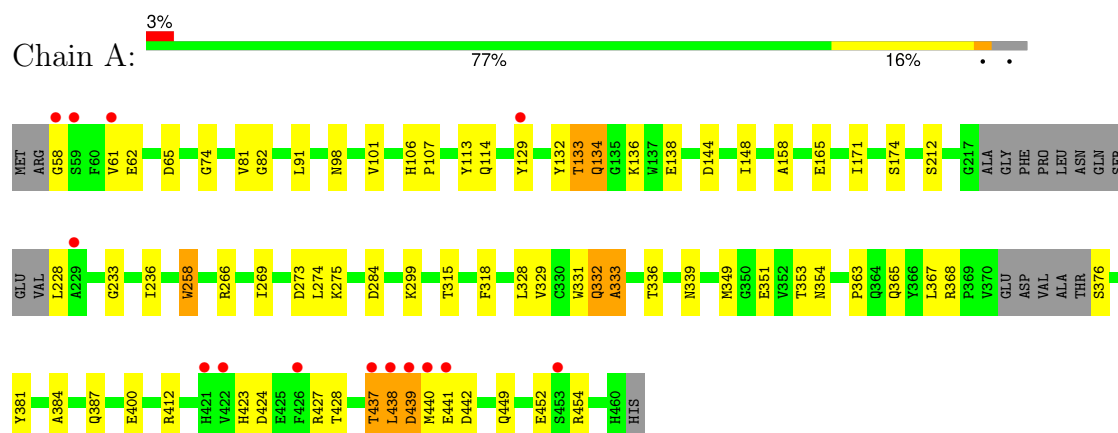 3%
Chain A:
77% 16% • •
MET ARG G58 S59 F60 V61 E62 D65 G74 V81 G82 L91 N98 V101 H106 P107 Y113 Q114 Y129 Y132 T133 Q134 G135 K136 W137 E138 D144 I148 A158 E165 I171 S174 S212 G217 ALA GLY PHE PRO LEU ASN GLN SER
GLU VAL L228 A229 G233 I236 W258 R266 I269 D273 L274 K275 D284 K299 T315 F318 L328 V329 C330 W331 Q332 A333 T336 N339 M349 G350 E351 V352 T353 N354 P363 Q364 Q365 Y366 L367 R368 P369 V370 GLU ASP VAL ALA THR S376
Y381 A384 Q387 E400 R412 H421 V422 H423 D424 E425 F426 R427 T428 T437 L438 D439 M440 E441 D442 Q449 E452 S453 R454 H460 HIS